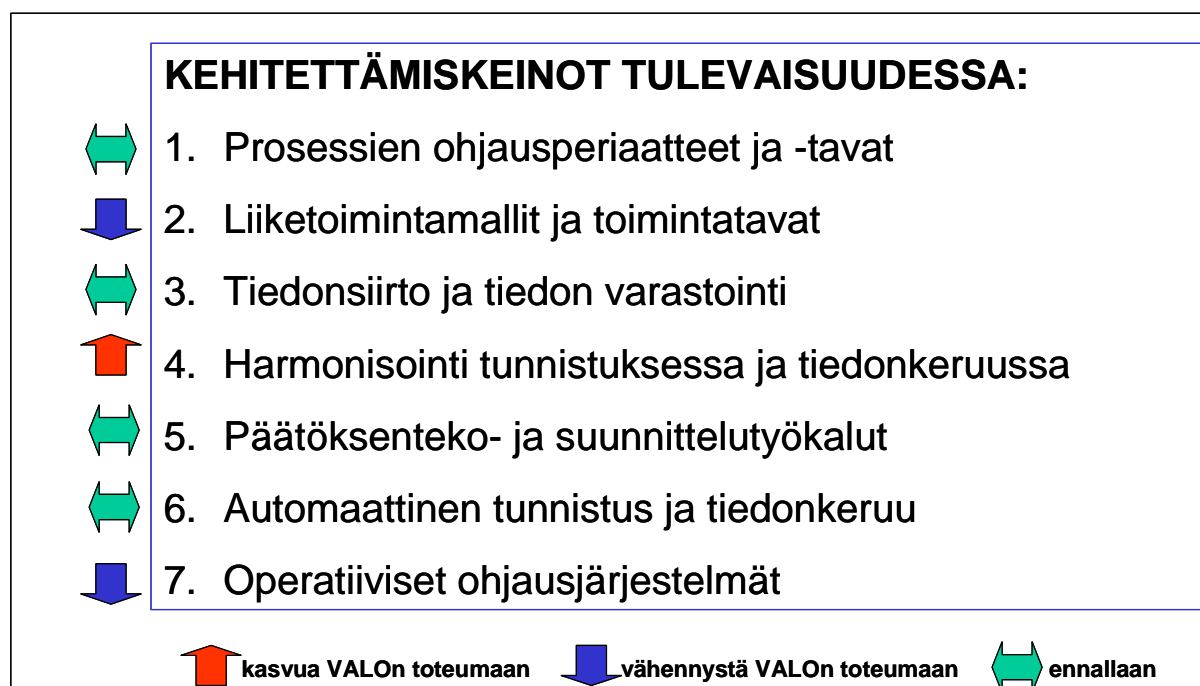 KEHITETTÄMISKEINOT TULEVAISUUDESSA:
1. Prosessien ohjausperiaatteet ja -tavat
2. Liiketoimintamallit ja toimintatavat
3. Tiedonsiirto ja tiedon varastointi
4. Harmonisointi tunnistuksessa ja tiedonkeruussa
5. Päätöksenteko- ja suunnittelutyökalut
6. Automaattinen tunnistus ja tiedonkeruu
7. Operatiiviset ohjausjärjestelmät
kasvua VALOn toteumaan vähennystä VALOn toteumaan ennallaan